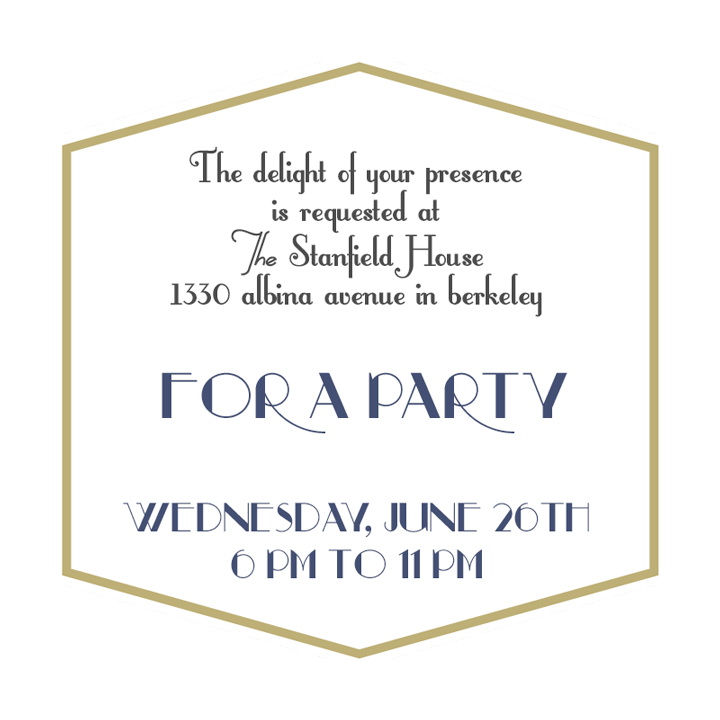 The delight of your presence
is requested at
The Stanfield House
1330 albina avenue in berkeley
FOR A PARTY
WEDNESDAY, JUNE 26TH
6 PM TO 11 PM